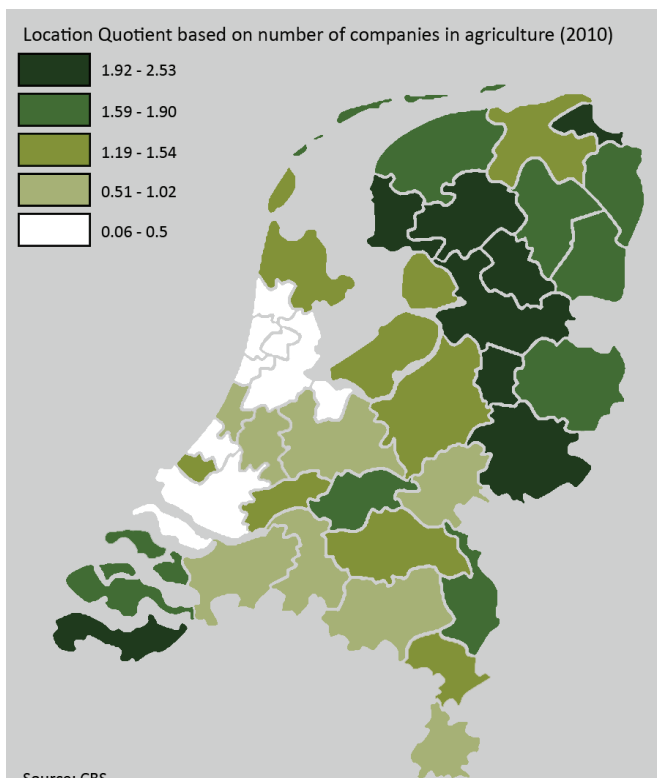 Location Quotient based on number of companies in agriculture (2010)
1.92 - 2.53
1.59 - 1.90
1.19 - 1.54
0.51 - 1.02
0.06 - 0.5
Source: CBS